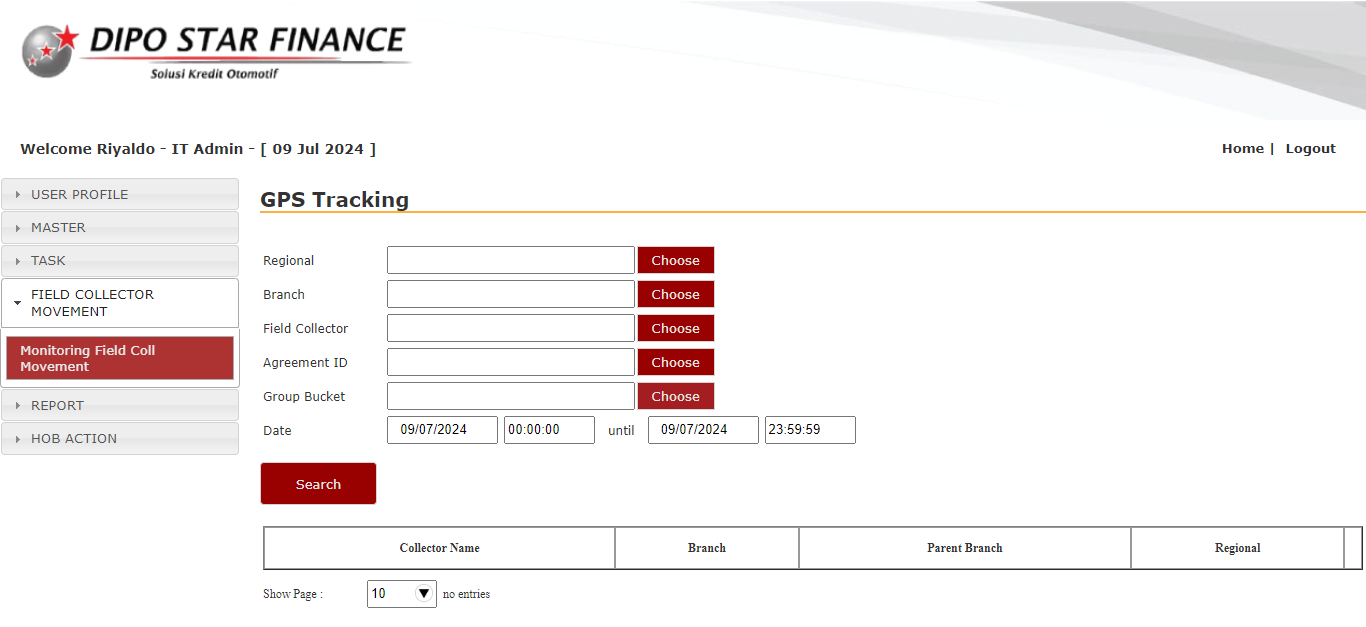 DIPO STAR FINANCE
Solusi Kredit Otomotif
Welcome Riyaldo - IT Admin - [ 09 Jul 2024 ]
Home | Logout
USER PROFILE
MASTER
TASK
FIELD COLLECTOR
MOVEMENT
Monitoring Field Coll
Movement
REPORT
HOB ACTION
GPS Tracking
Regional Choose
Branch Choose
Field Collector Choose
Agreement ID Choose
Group Bucket Choose
Date 09/07/2024 00:00:00 until 09/07/2024 23:59:59
Search
Collector Name Branch Parent Branch Regional
Show Page : 10 no entries